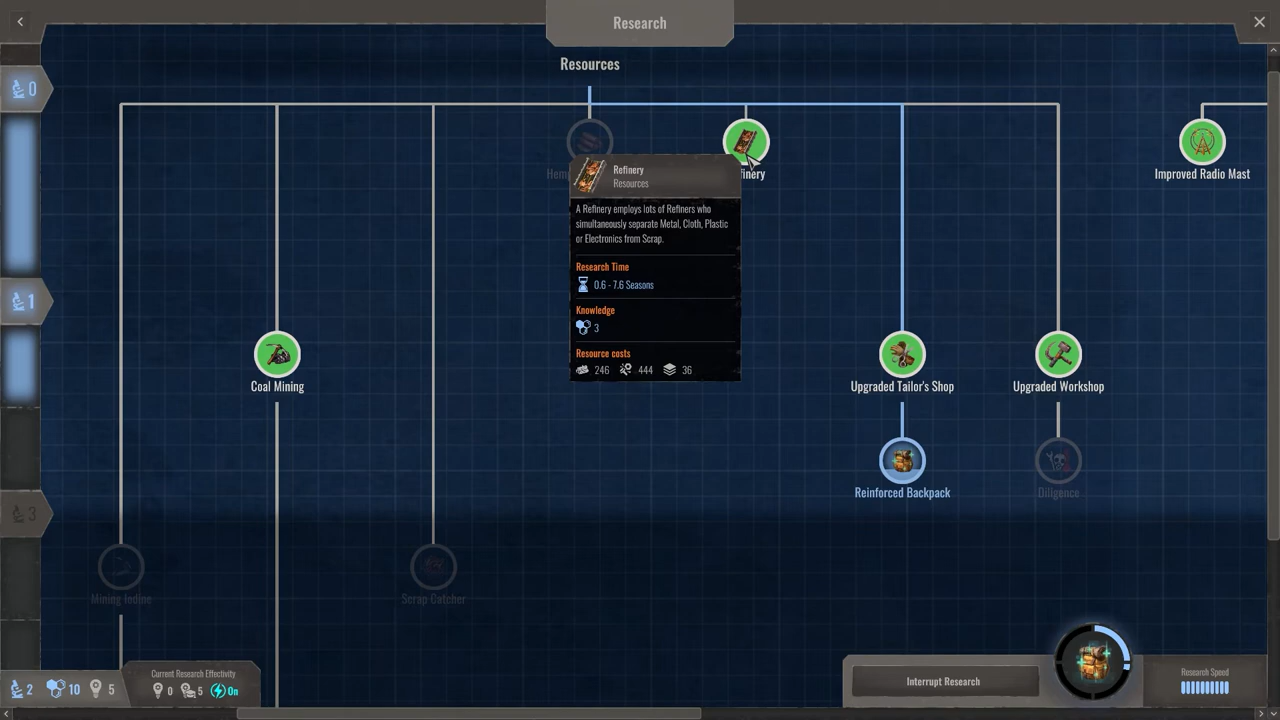 Research
Resources
0
Hemp
finery
Improved Radio Mast
Refinery
Resources
A Refinery employs lots of Refiners who
simultaneously separate Metal, Cloth, Plastic
or Electronics from Scrap.
Research Time
0.6 - 7.6 Seasons
1
Knowledge
3
Resource costs
246 444 36
Coal Mining
Upgraded Tailor's Shop
Upgraded Workshop
Reinforced Backpack
Diligence
3
Mining Iodine
Scrap Catcher
2 10 5
Current Research Effectivity
0 5 On
Interrupt Research
Research Speed